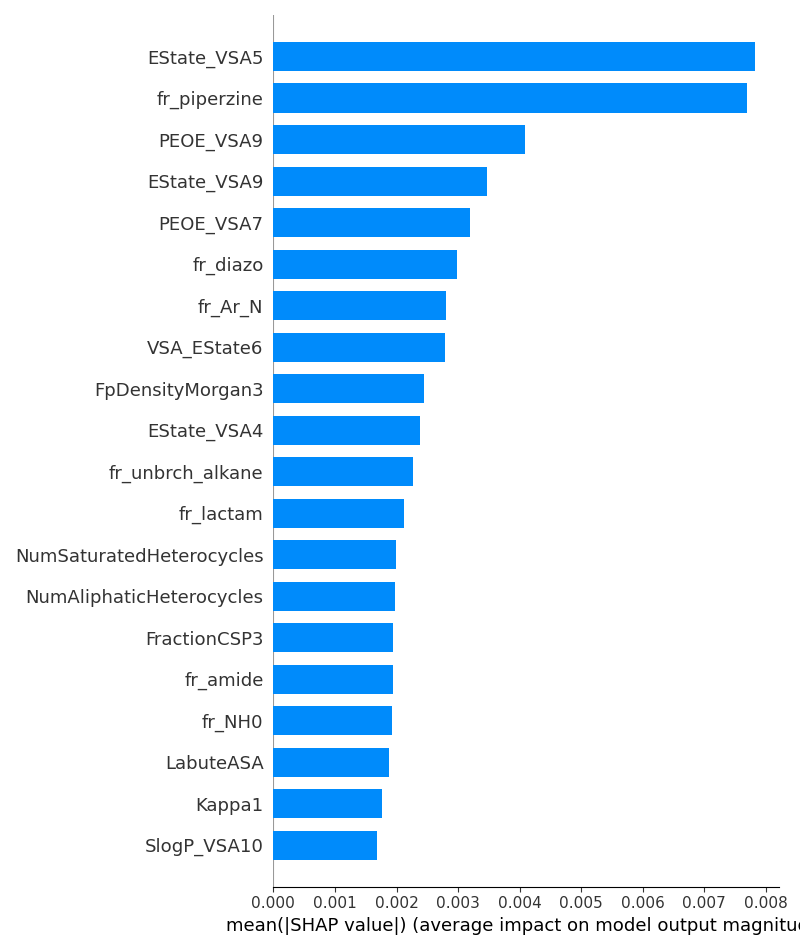 EState_VSA5
fr_piperzine
PEOE_VSA9
EState_VSA9
PEOE_VSA7
fr_diazo
fr_Ar_N
VSA_EState6
FpDensityMorgan3
EState_VSA4
fr_unbrch_alkane
fr_lactam
NumSaturatedHeterocycles
NumAliphaticHeterocycles
FractionCSP3
fr_amide
fr_NH0
LabuteASA
Kappa1
SlogP_VSA10
0.000 0.001 0.002 0.003 0.004 0.005 0.006 0.007 0.008
mean(|SHAP value|) (average impact on model output magnitud